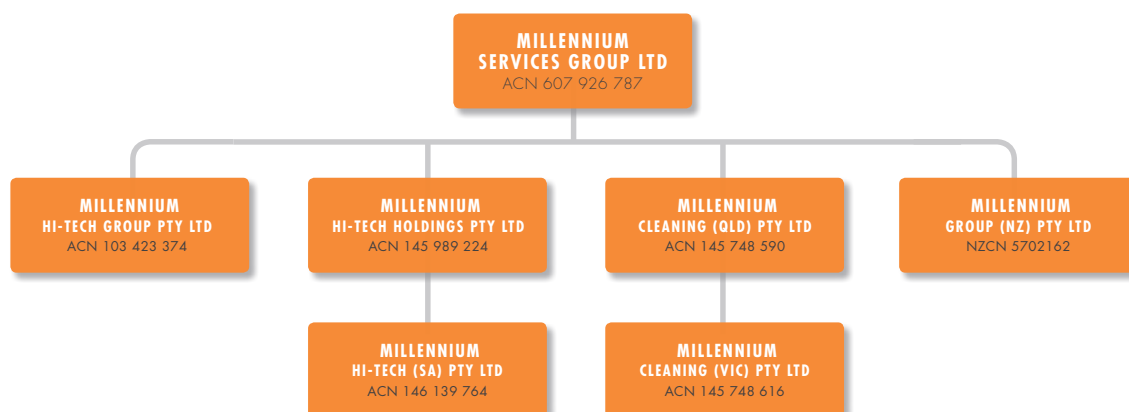 MILLENNIUM
SERVICES GROUP LTD
ACN 607 926 787
MILLENNIUM
HI-TECH GROUP PTY LTD
ACN 103 423 374
MILLENNIUM
HI-TECH HOLDINGS PTY LTD
ACN 145 989 224
MILLENNIUM
CLEANING (QLD) PTY LTD
ACN 145 748 590
MILLENNIUM
GROUP (NZ) PTY LTD
NZCN 5702162
MILLENNIUM
HI-TECH (SA) PTY LTD
ACN 146 139 764
MILLENNIUM
CLEANING (VIC) PTY LTD
ACN 145 748 616